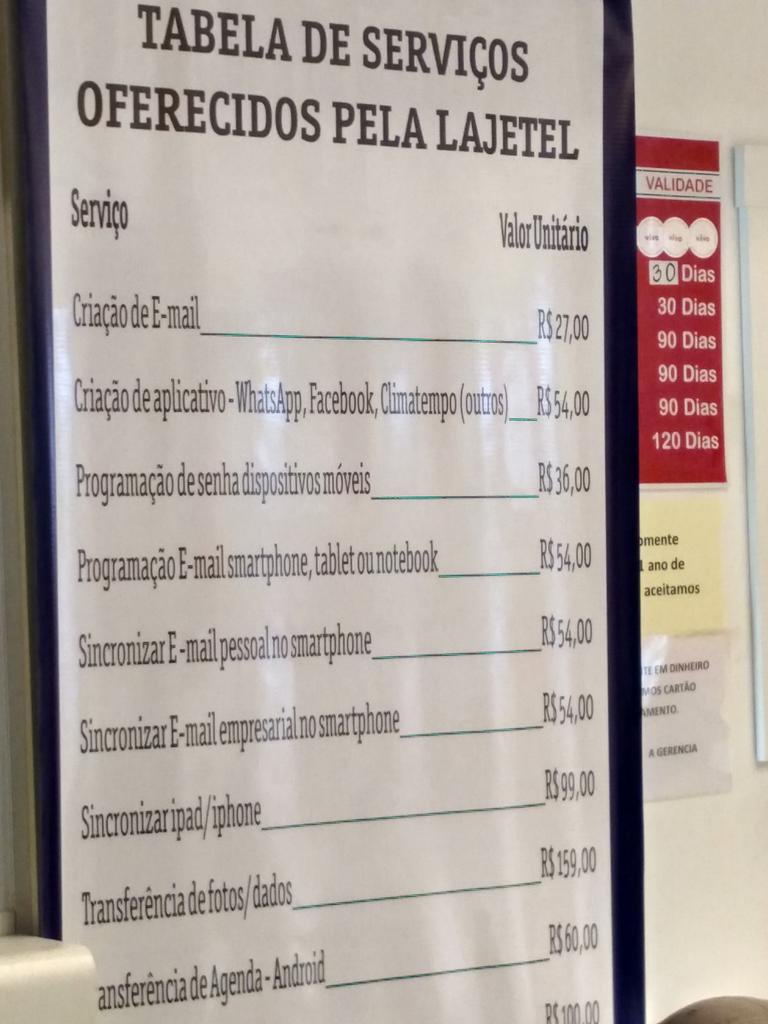 TABELA DE SERVIÇOS
OFERECIDOS PELA LAJETEL
Serviço Valor Unitário
Criação de E-mail R$ 27,00
Criação de aplicativo - WhatsApp, Facebook, Climatempo (outros) R$ 54,00
Programação de senha dispositivos móveis R$ 36,00
Programação E-mail smartphone, tablet ou notebook R$ 54,00
Sincronizar E-mail pessoal no smartphone R$ 54,00
Sincronizar E-mail empresarial no smartphone R$ 54,00
Sincronizar ipad/iphone R$ 99,00
Transferência de fotos/dados R$ 159,00
ansferência de Agenda - Android R$ 60,00
R$ 100,00
VALIDADE
vivo vivo vivo
30 Dias
30 Dias
90 Dias
90 Dias
90 Dias
120 Dias
omente
1 ano de
aceitamos
TE EM DINHEIRO
MOS CARTÃO
AMENTO.
A GERENCIA